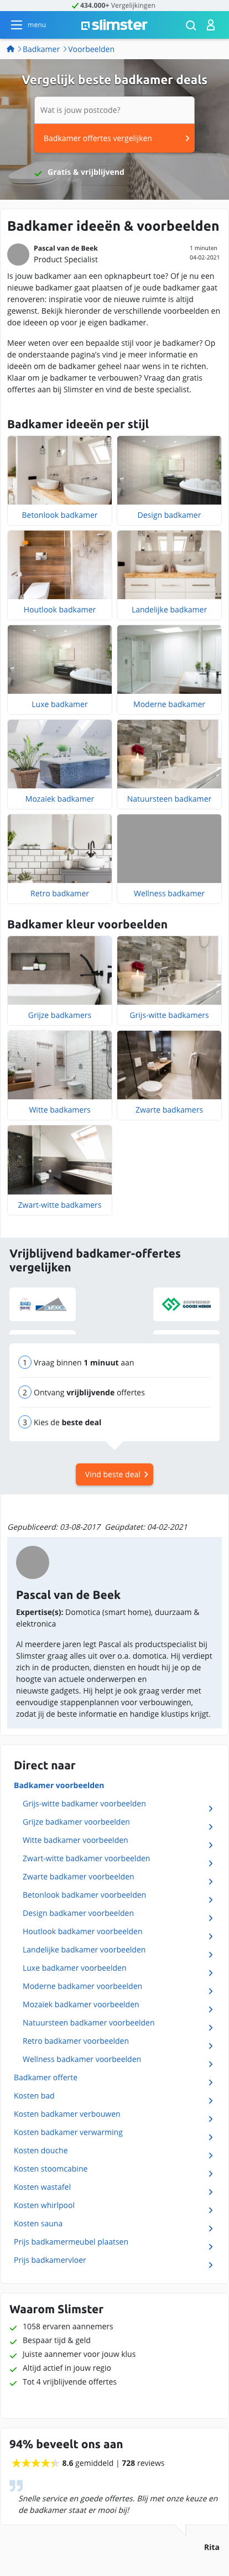 434.000+ Vergelijkingen
menu
slimster
Badkamer
Voorbeelden
Vergelijk beste badkamer deals
Wat is jouw postcode?
Badkamer offertes vergelijken
Gratis & vrijblijvend
Badkamer ideeën & voorbeelden
Pascal van de Beek
Product Specialist
1 minuten
04-02-2021
Is jouw badkamer aan een opknapbeurt toe? Of je nu een
nieuwe badkamer gaat plaatsen of je oude badkamer gaat
renoveren: inspiratie voor de nieuwe ruimte is altijd
gewenst. Bekijk hieronder de verschillende voorbeelden en
doe ideeen op voor je eigen badkamer.
Meer weten over een bepaalde stijl voor je badkamer? Op
de onderstaande pagina's vind je meer informatie en
ideeën om de badkamer geheel naar wens in te richten.
Klaar om je badkamer te verbouwen? Vraag dan gratis
offertes aan bij Slimster en vind de beste specialist.
Badkamer ideeën per stijl
Betonlook badkamer
Design badkamer
Houtlook badkamer
Landelijke badkamer
Luxe badkamer
Moderne badkamer
Mozaïek badkamer
Natuursteen badkamer
Retro badkamer
Wellness badkamer
Badkamer kleur voorbeelden
Grijze badkamers
Grijs-witte badkamers
Witte badkamers
Zwarte badkamers
Zwart-witte badkamers
Vrijblijvend badkamer-offertes
vergelijken
1 Vraag binnen 1 minuut aan
2 Ontvang vrijblijvende offertes
3 Kies de beste deal
Vind beste deal
Gepubliceerd: 03-08-2017 Geüpdatet: 04-02-2021
Pascal van de Beek
Expertise(s): Domotica (smart home), duurzaam &
elektronica
Al meerdere jaren legt Pascal als productspecialist bij
Slimster graag alles uit over o.a. domotica. Hij verdiept
zich in de producten, diensten en houdt hij je op de
hoogte van actuele onderwerpen en
nieuwste gadgets. Hij helpt je ook graag verder met
eenvoudige stappenplannen voor verbouwingen,
zodat jij de beste informatie en handige klustips krijgt.
Direct naar
Badkamer voorbeelden
Grijs-witte badkamer voorbeelden
Grijze badkamer voorbeelden
Witte badkamer voorbeelden
Zwart-witte badkamer voorbeelden
Zwarte badkamer voorbeelden
Betonlook badkamer voorbeelden
Design badkamer voorbeelden
Houtlook badkamer voorbeelden
Landelijke badkamer voorbeelden
Luxe badkamer voorbeelden
Moderne badkamer voorbeelden
Mozaïek badkamer voorbeelden
Natuursteen badkamer voorbeelden
Retro badkamer voorbeelden
Wellness badkamer voorbeelden
Badkamer offerte
Kosten bad
Kosten badkamer verbouwen
Kosten badkamer verwarming
Kosten douche
Kosten stoomcabine
Kosten wastafel
Kosten whirlpool
Kosten sauna
Prijs badkamermeubel plaatsen
Prijs badkamervloer
Waarom Slimster
1058 ervaren aannemers
Bespaar tijd & geld
Juiste aannemer voor jouw klus
Altijd actief in jouw regio
Tot 4 vrijblijvende offertes
94% beveelt ons aan
8.6 gemiddeld | 728 reviews
Snelle service en goede offertes. Blij met onze keuze en
de badkamer staat er mooi bij!
Rita